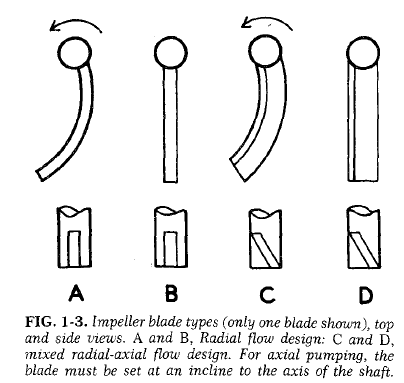 A B C D
FIG. 1-3. Impeller blade types (only one blade shown), top
and side views. A and B, Radial flow design: C and D,
mixed radial-axial flow design. For axial pumping, the
blade must be set at an incline to the axis of the shaft.